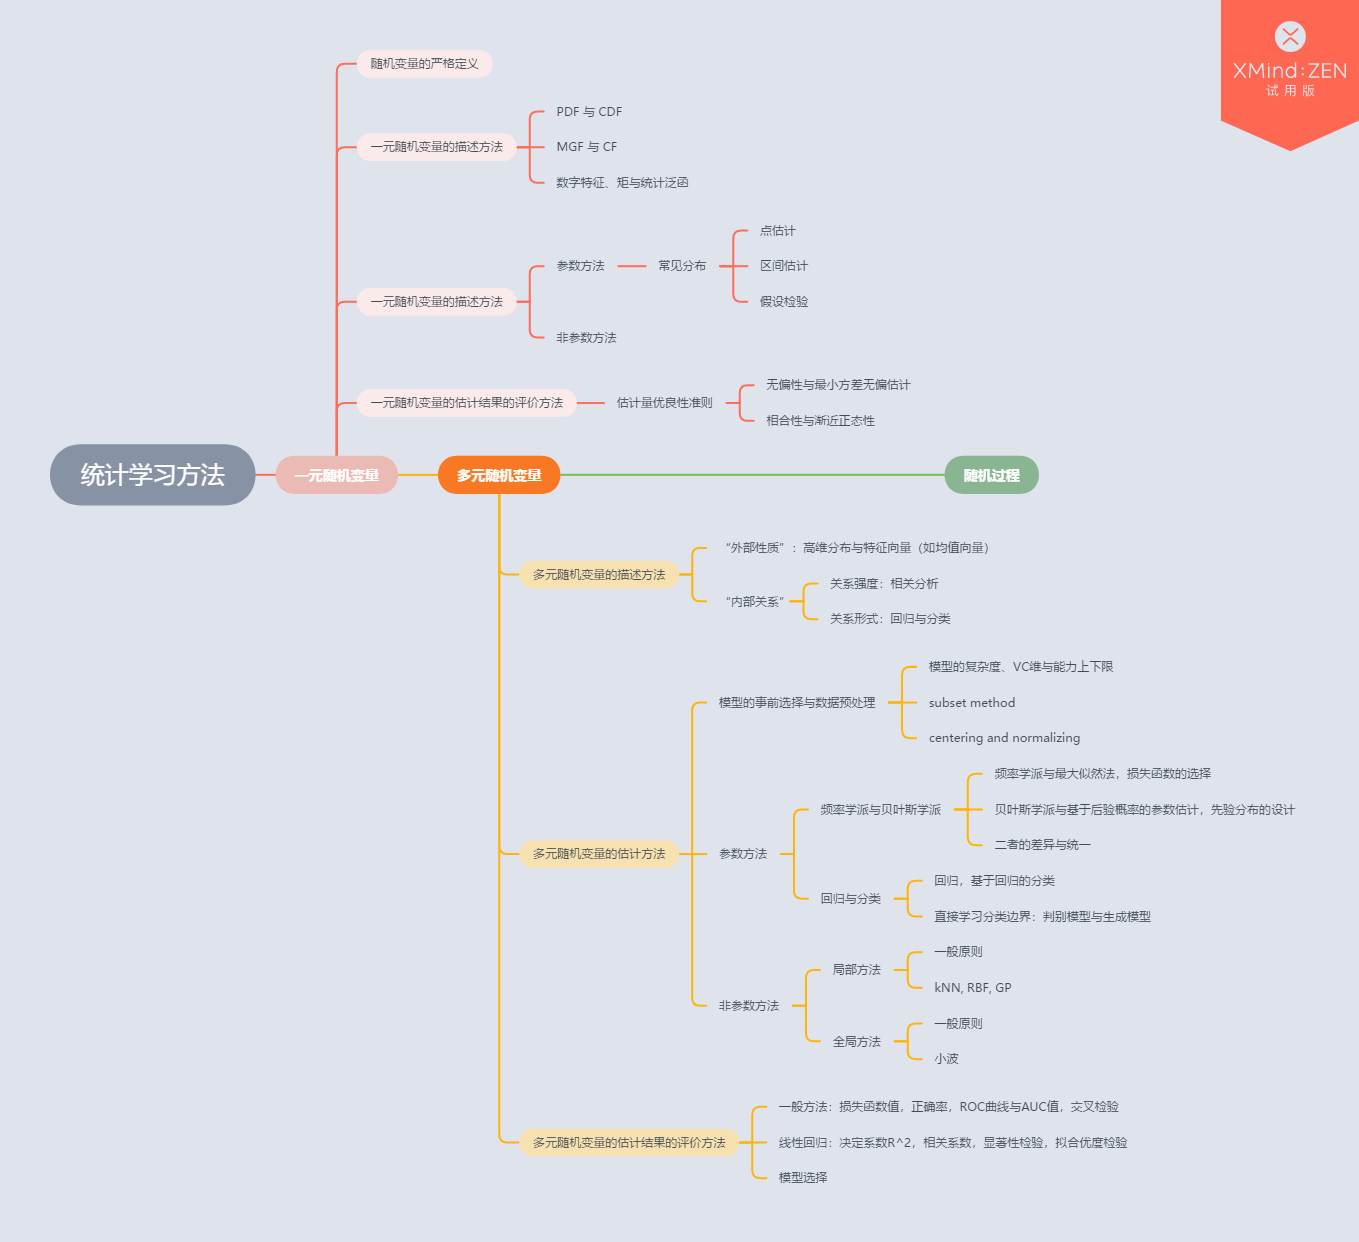 XMind:ZEN
试用版
随机变量的严格定义
一元随机变量的描述方法
PDF 与 CDF
MGF 与 CF
数字特征、矩与统计泛函
一元随机变量的描述方法
参数方法
常见分布
点估计
区间估计
假设检验
非参数方法
一元随机变量的估计结果的评价方法
估计量优良性准则
无偏性与最小方差无偏估计
相合性与渐近正态性
统计学习方法
一元随机变量
多元随机变量
随机过程
多元随机变量的描述方法
“外部性质”：高维分布与特征向量（如均值向量）
“内部关系”
关系强度：相关分析
关系形式：回归与分类
多元随机变量的估计方法
模型的事前选择与数据预处理
模型的复杂度、VC维与能力上下限
subset method
centering and normalizing
参数方法
频率学派与贝叶斯学派
频率学派与最大似然法，损失函数的选择
贝叶斯学派与基于后验概率的参数估计，先验分布的设计
二者的差异与统一
回归与分类
回归，基于回归的分类
直接学习分类边界：判别模型与生成模型
非参数方法
局部方法
一般原则
kNN, RBF, GP
全局方法
一般原则
小波
多元随机变量的估计结果的评价方法
一般方法：损失函数值，正确率，ROC曲线与AUC值，交叉检验
线性回归：决定系数R^2，相关系数，显著性检验，拟合优度检验
模型选择